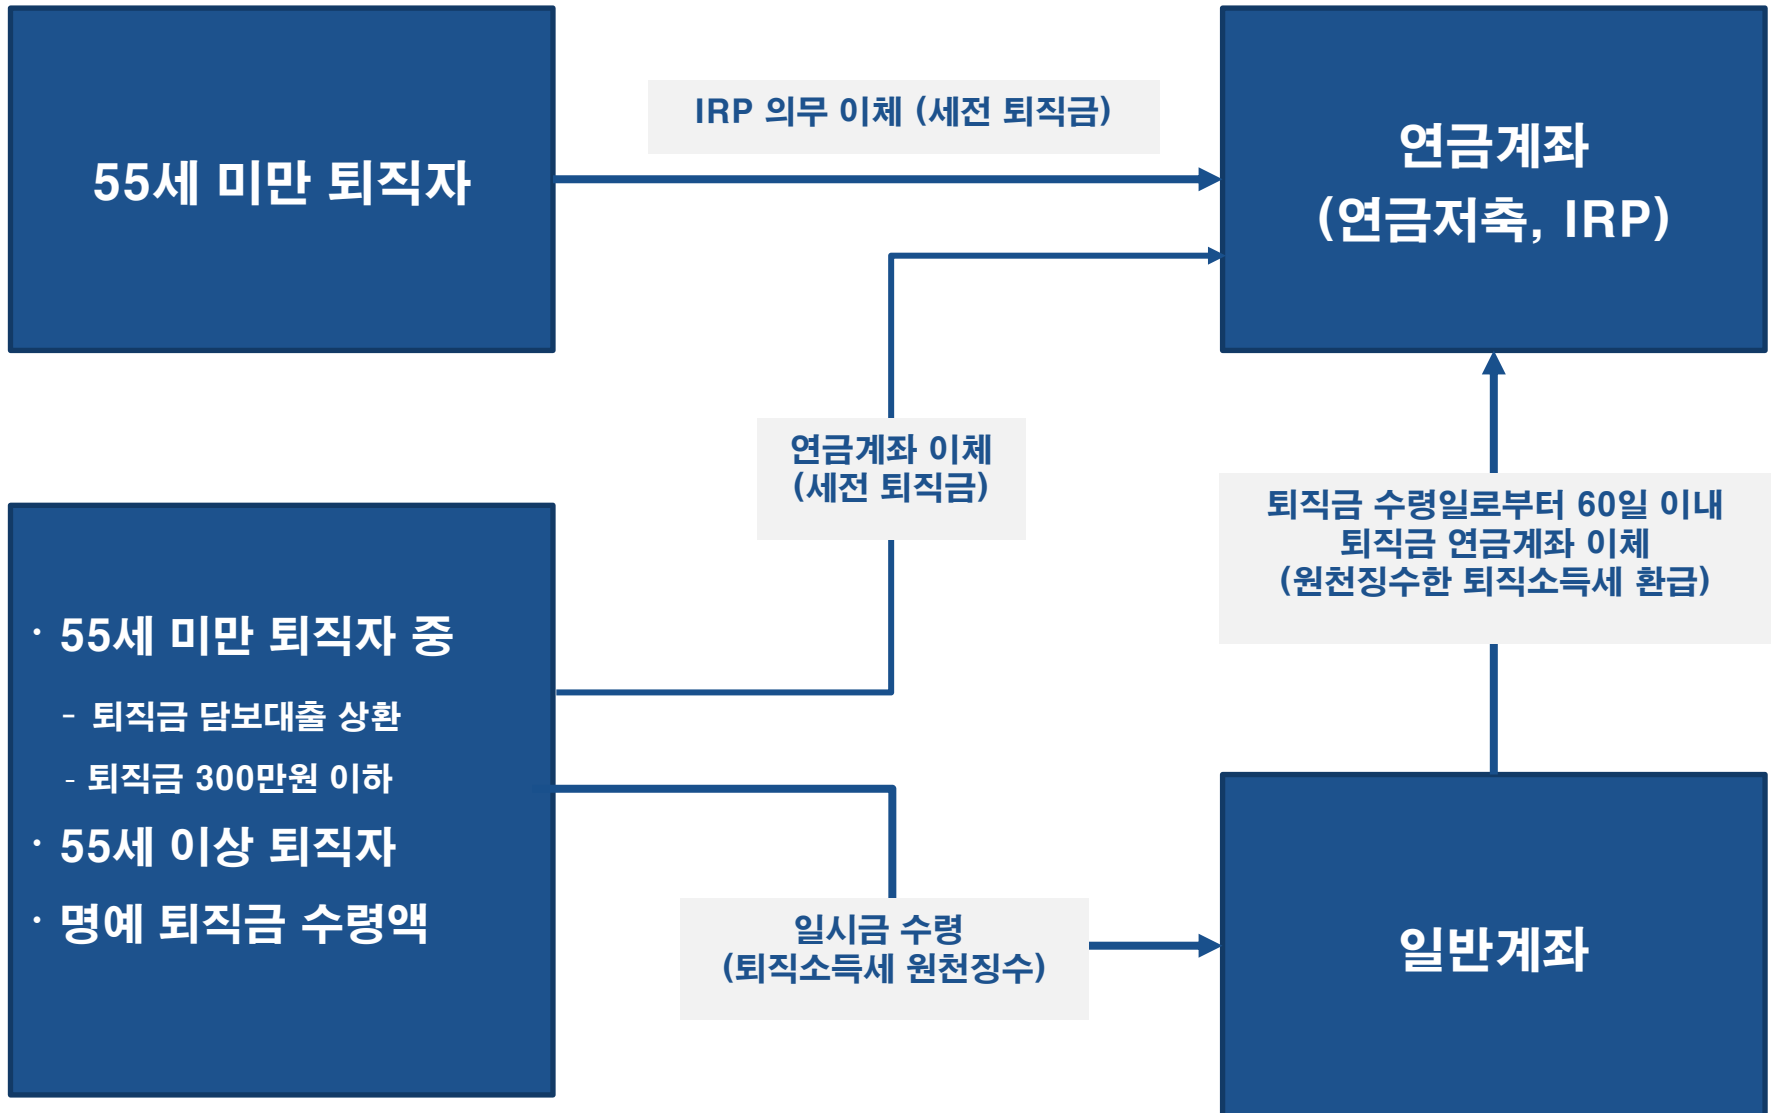 55세 미만 퇴직자
IRP 의무 이체 (세전 퇴직금)
연금계좌
(연금저축, IRP)
연금계좌 이체
(세전 퇴직금)
퇴직금 수령일로부터 60일 이내
퇴직금 연금계좌 이체
(원천징수한 퇴직소득세 환급)
· 55세 미만 퇴직자 중
- 퇴직금 담보대출 상환
- 퇴직금 300만원 이하
· 55세 이상 퇴직자
· 명예 퇴직금 수령액
일시금 수령
(퇴직소득세 원천징수)
일반계좌